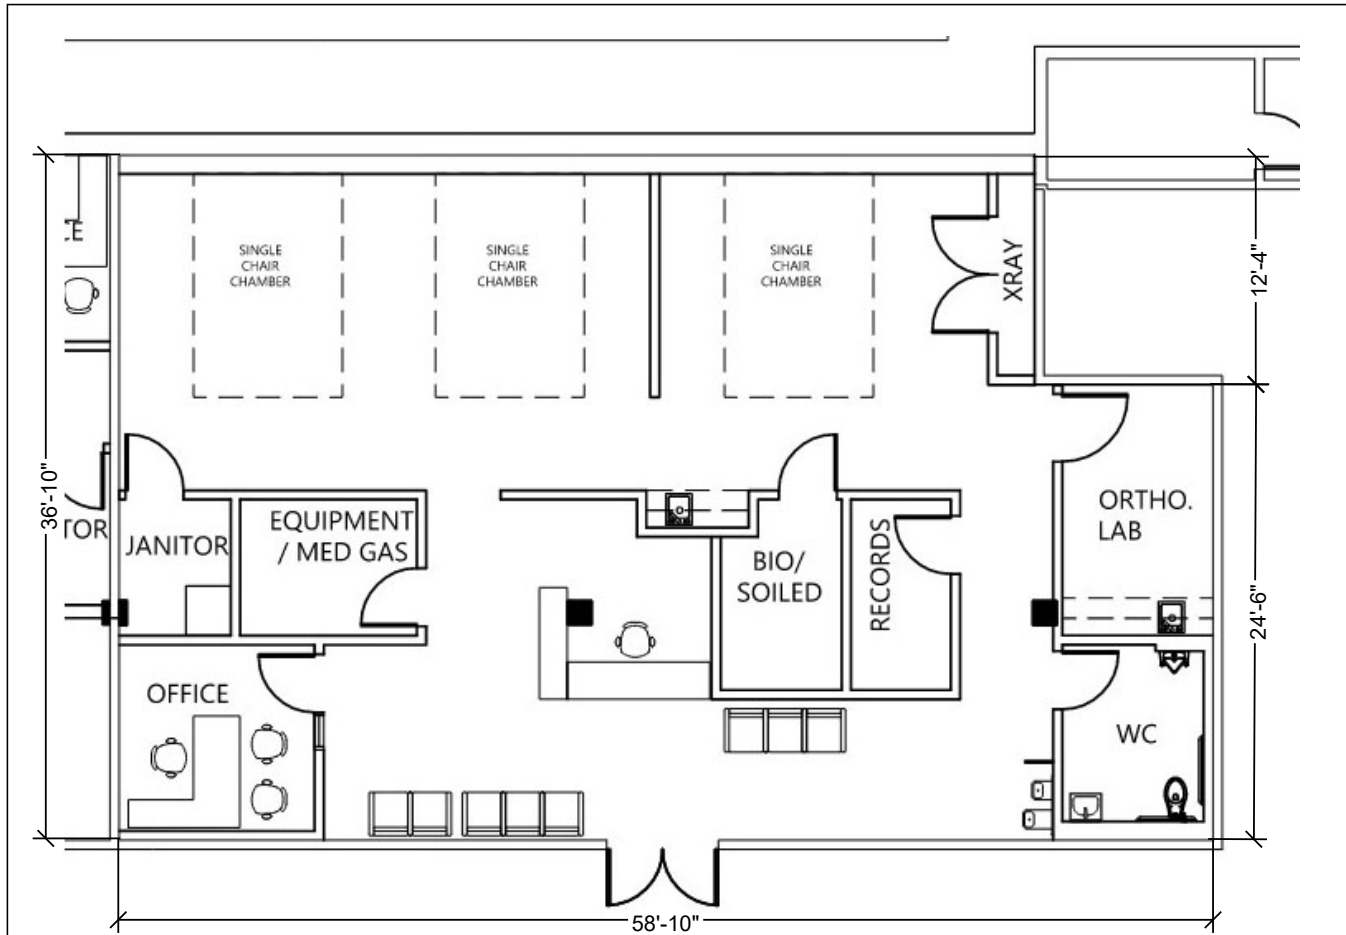 CE
SINGLE
CHAIR
CHAMBER
SINGLE
CHAIR
CHAMBER
SINGLE
CHAIR
CHAMBER
XRAY
12'-4"
36'-10"
TOR
JANITOR
EQUIPMENT
/ MED GAS
BIO/
SOILED
RECORDS
ORTHO.
LAB
24'-6"
OFFICE
WC
58'-10"